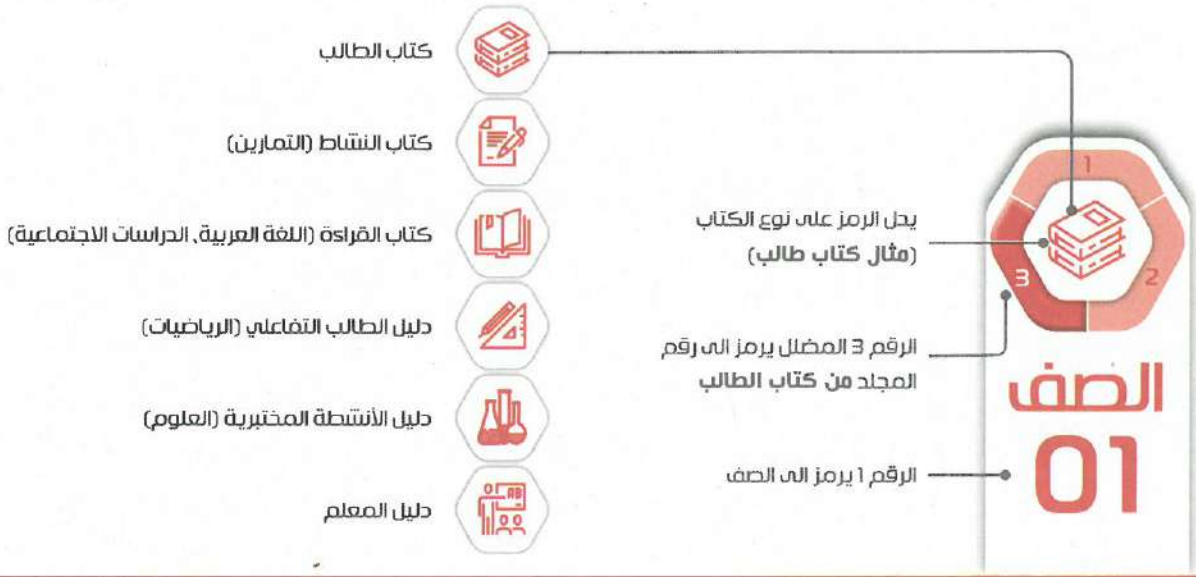 1
2
3
الصف
01
يدل الرمز على نوع الكتاب
(مثال كتاب طالب)
الرقم 3 المضلل يرمز الى رقم
المجلد من كتاب الطالب
الرقم 1 يرمز الى الصف
كتاب الطالب
كتاب النشاط (التمارين)
كتاب القراءة (اللغة العربية، الدراسات الاجتماعية)
دليل الطالب التفاعلي (الرياضيات)
دليل الأنشطة المختبرية (العلوم)
AB
دليل المعلم